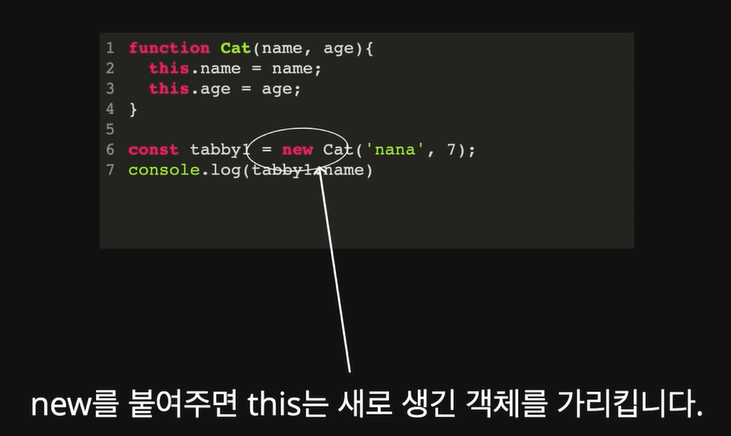 1 function Cat(name, age){
2   this.name = name;
3   this.age = age;
4 }
5
6 const tabby1 = new Cat('nana', 7);
7 console.log(tabby1.name)
new를 붙여주면 this는 새로 생긴 객체를 가리킵니다.